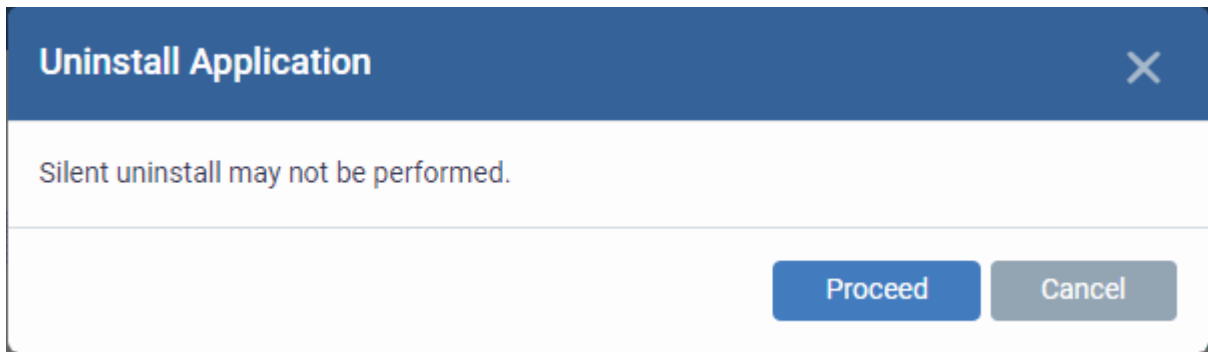 Uninstall Application
Silent uninstall may not be performed.
Proceed Cancel